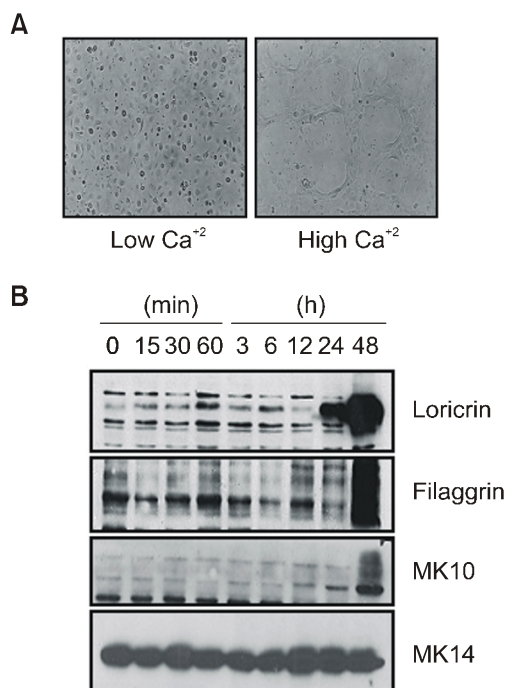 A
Low Ca+2 High Ca+2
B
(min) (h)
0 15 30 60 3 6 12 24 48
Loricrin
Filaggrin
MK10
MK14